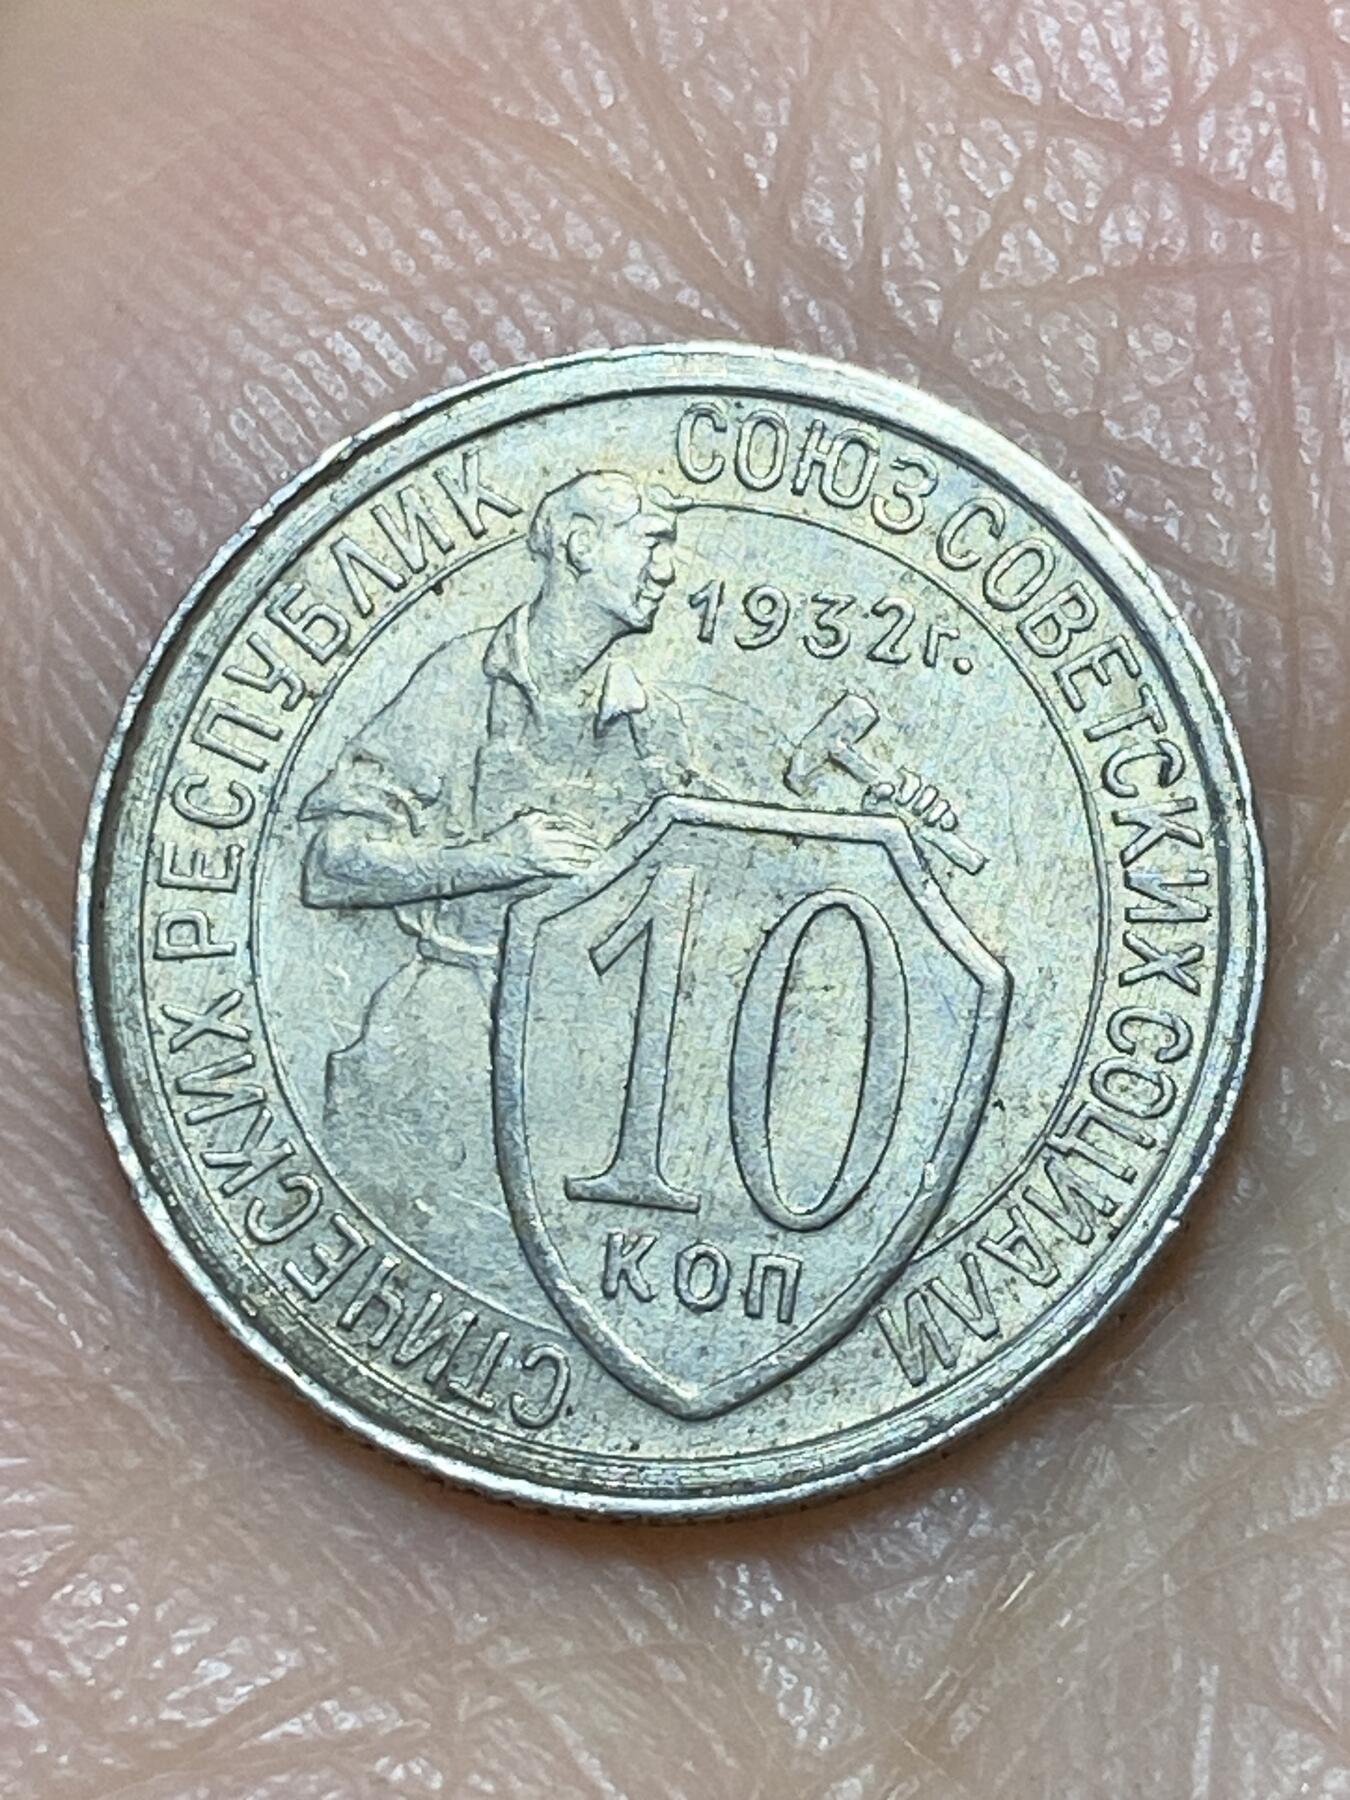 СОЮЗ СОВЕТСКИХ СОЦИАЛИСТИЧЕСКИХ РЕСПУБЛИК
1932г.
10
КОП